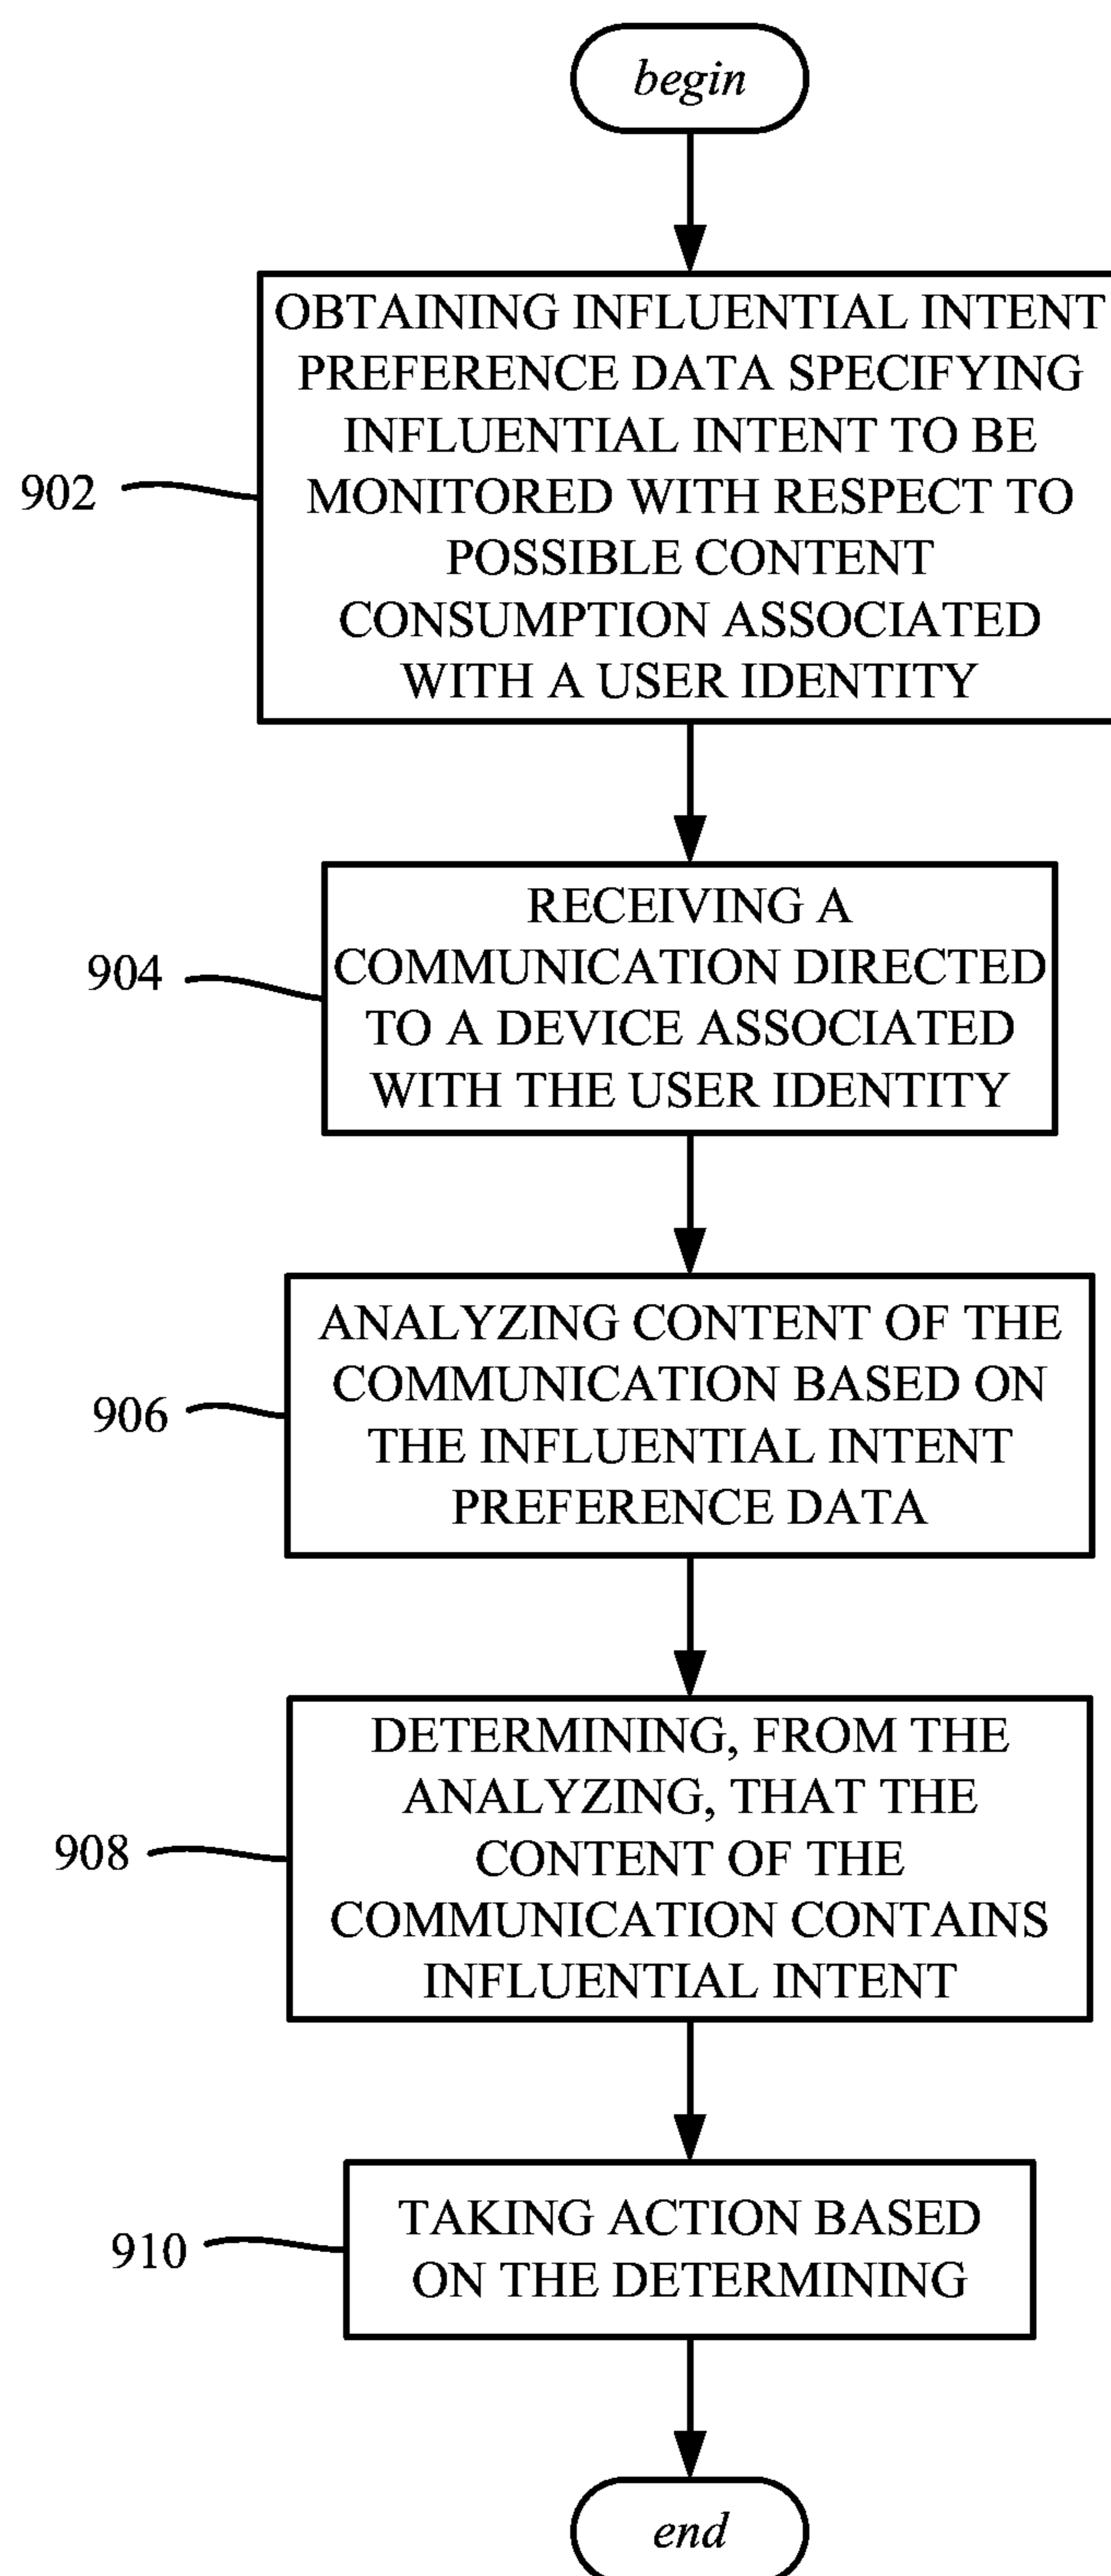 begin
OBTAINING INFLUENTIAL INTENT
PREFERENCE DATA SPECIFYING
INFLUENTIAL INTENT TO BE
MONITORED WITH RESPECT TO
POSSIBLE CONTENT
CONSUMPTION ASSOCIATED
WITH A USER IDENTITY
902
RECEIVING A
COMMUNICATION DIRECTED
TO A DEVICE ASSOCIATED
WITH THE USER IDENTITY
904
ANALYZING CONTENT OF THE
COMMUNICATION BASED ON
THE INFLUENTIAL INTENT
PREFERENCE DATA
906
DETERMINING, FROM THE
ANALYZING, THAT THE
CONTENT OF THE
COMMUNICATION CONTAINS
INFLUENTIAL INTENT
908
TAKING ACTION BASED
ON THE DETERMINING
910
end